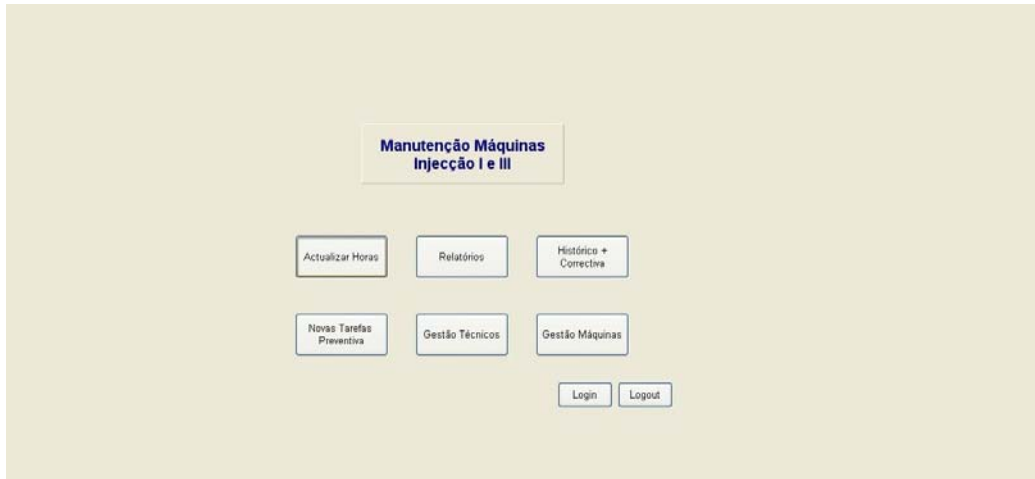 Manutenção Máquinas
Injecção I e III
Actualizar Horas
Relatórios
Histórico +
Correctiva
Novas Tarefas
Preventiva
Gestão Técnicos
Gestão Máquinas
Login
Logout